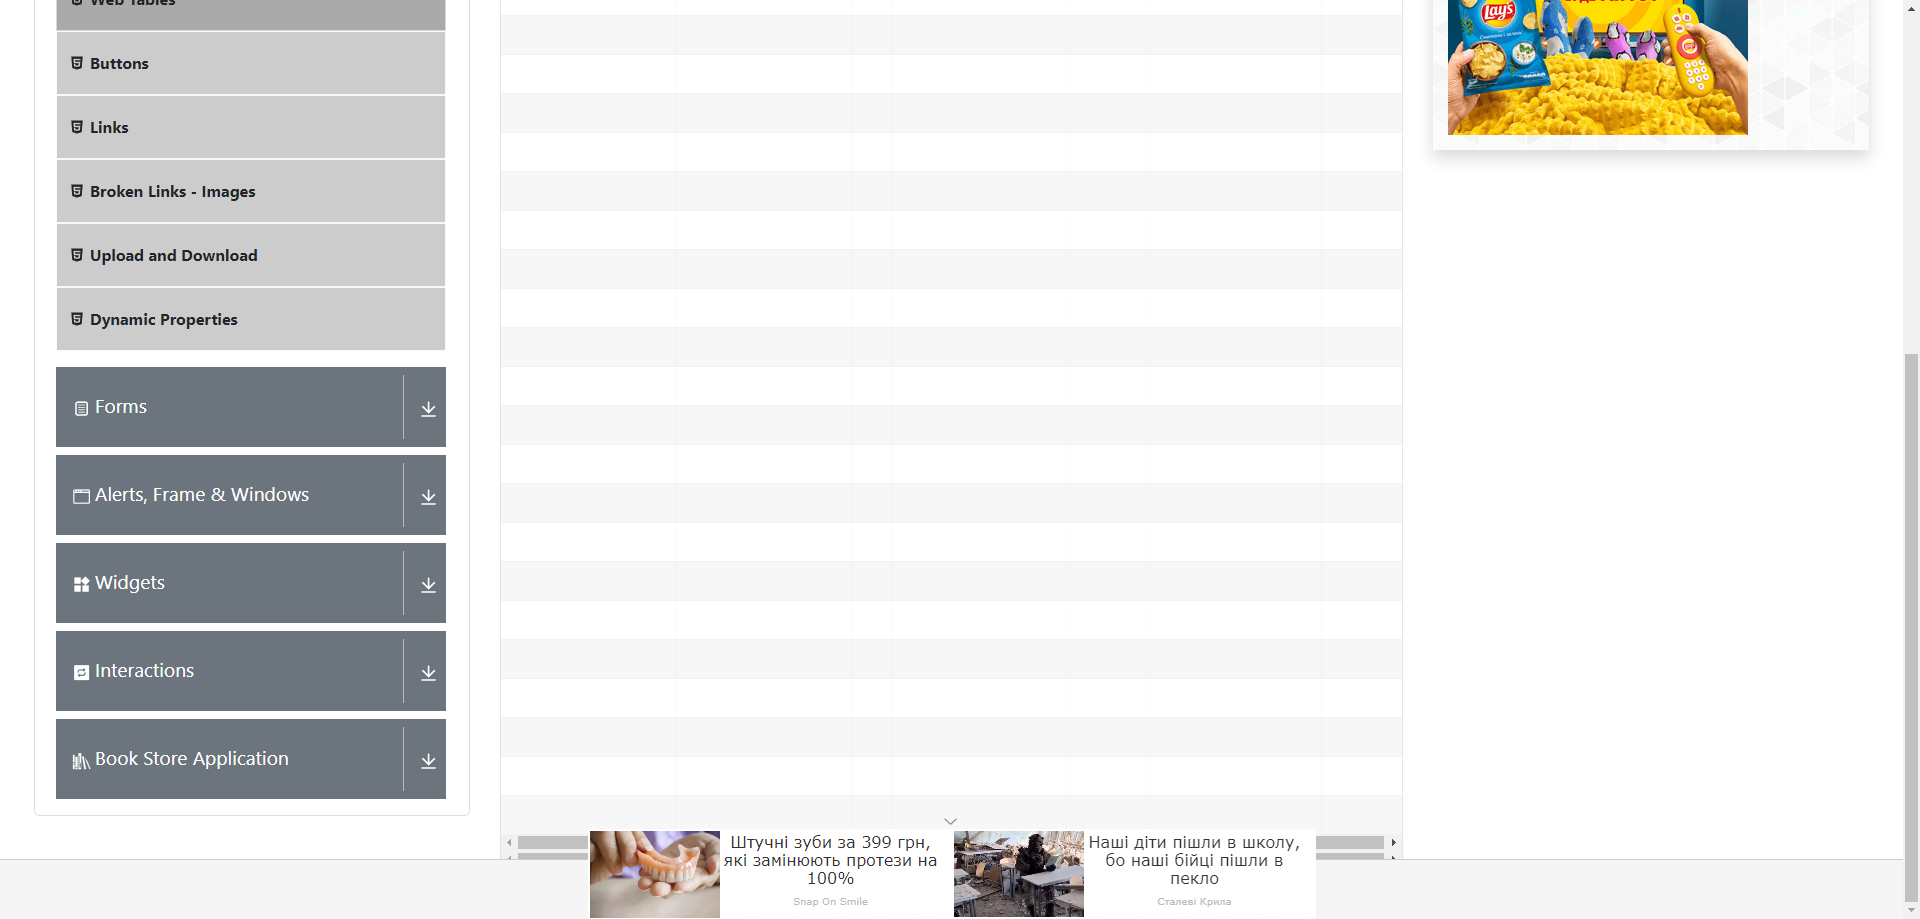 Web Tables
Buttons
Links
Broken Links - Images
Upload and Download
Dynamic Properties
Forms
Alerts, Frame & Windows
Widgets
Interactions
Book Store Application
Lay's
Сметана і зелень
Штучні зуби за 399 грн,
які замінюють протези на
100%
Snap On Smile
Наші діти пішли в школу,
бо наші бійці пішли в
пекло
Сталеві Крила